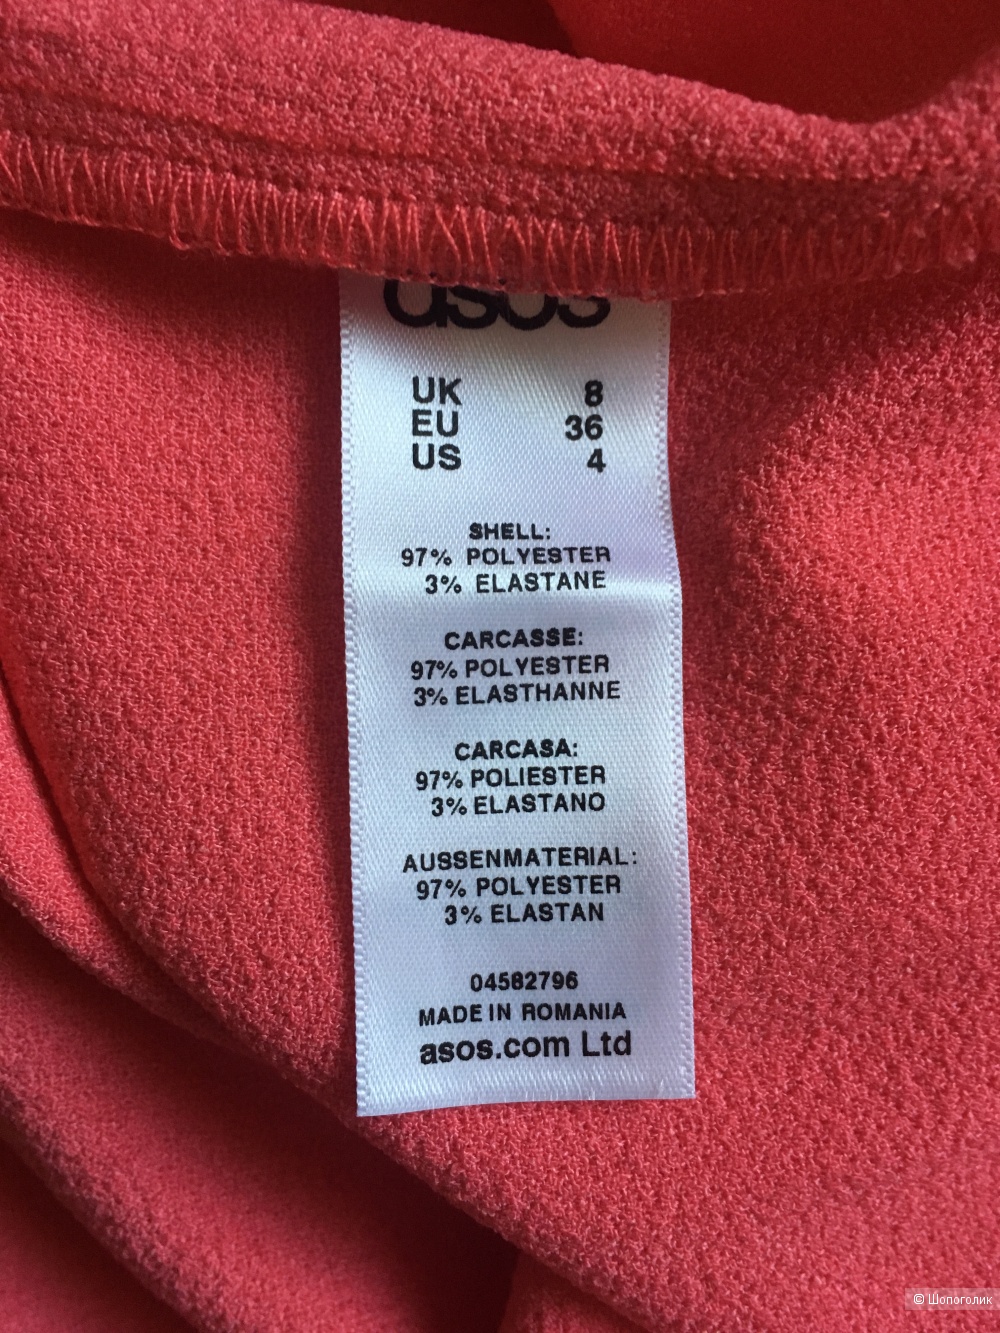 asos
UK 8
EU 36
US 4
SHELL:
97% POLYESTER
3% ELASTANE
CARCASSE:
97% POLYESTER
3% ELASTHANNE
CARCASA:
97% POLIESTER
3% ELASTANO
AUSSENMATERIAL:
97% POLYESTER
3% ELASTAN
04582796
MADE IN ROMANIA
asos.com Ltd
© Шопоголик